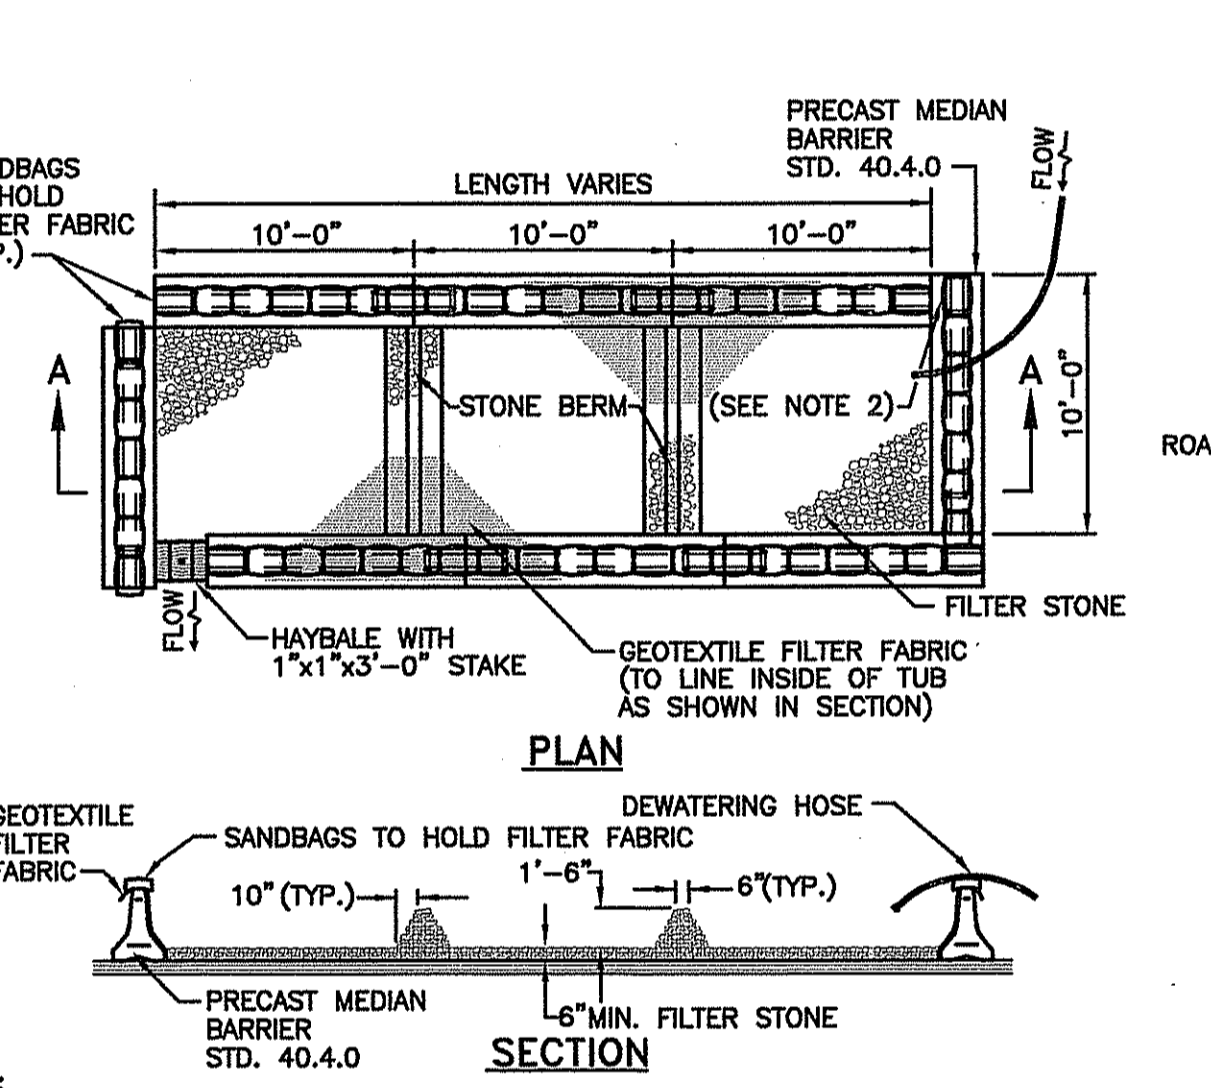 PRECAST MEDIAN
BARRIER
STD. 40.4.0
FLOW
DBAGS
HOLD
ER FABRIC
.)
LENGTH VARIES
10'-0"
10'-0"
10'-0"
A
A
10'-0"
STONE BERM
(SEE NOTE 2)
ROA
FLOW
HAYBALE WITH
1"x1"x3'-0" STAKE
FILTER STONE
GEOTEXTILE FILTER FABRIC
(TO LINE INSIDE OF TUB
AS SHOWN IN SECTION)
PLAN
GEOTEXTILE
FILTER
FABRIC
SANDBAGS TO HOLD FILTER FABRIC
DEWATERING HOSE
10" (TYP.)
1'-6"
6"(TYP.)
PRECAST MEDIAN
BARRIER
STD. 40.4.0
6"MIN. FILTER STONE
SECTION